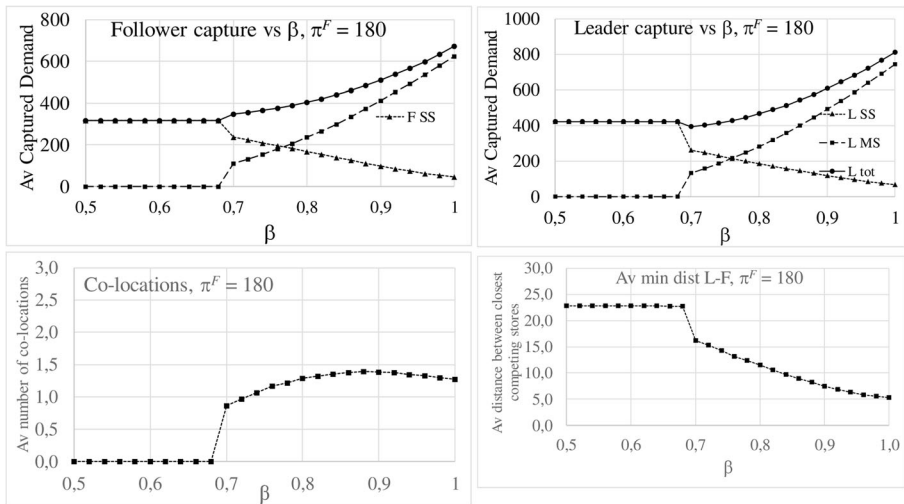 Follower capture vs β, π^F = 180
Av Captured Demand
800
600
400
200
0
F SS
0,5 0,6 0,7 0,8 0,9 1
β
Leader capture vs β, π^F = 180
Av Captured Demand
1000
800
600
400
200
0
L SS
L MS
L tot
0,5 0,6 0,7 0,8 0,9 1
β
Co-locations, π^F = 180
Av number of co-locations
3,0
2,5
2,0
1,5
1,0
0,5
0,0
0,5 0,6 0,7 0,8 0,9 1
β
Av min dist L-F, π^F = 180
Av distance between closest
competing stores
30,0
25,0
20,0
15,0
10,0
5,0
0,0
0,5 0,6 0,7 0,8 0,9 1,0
β